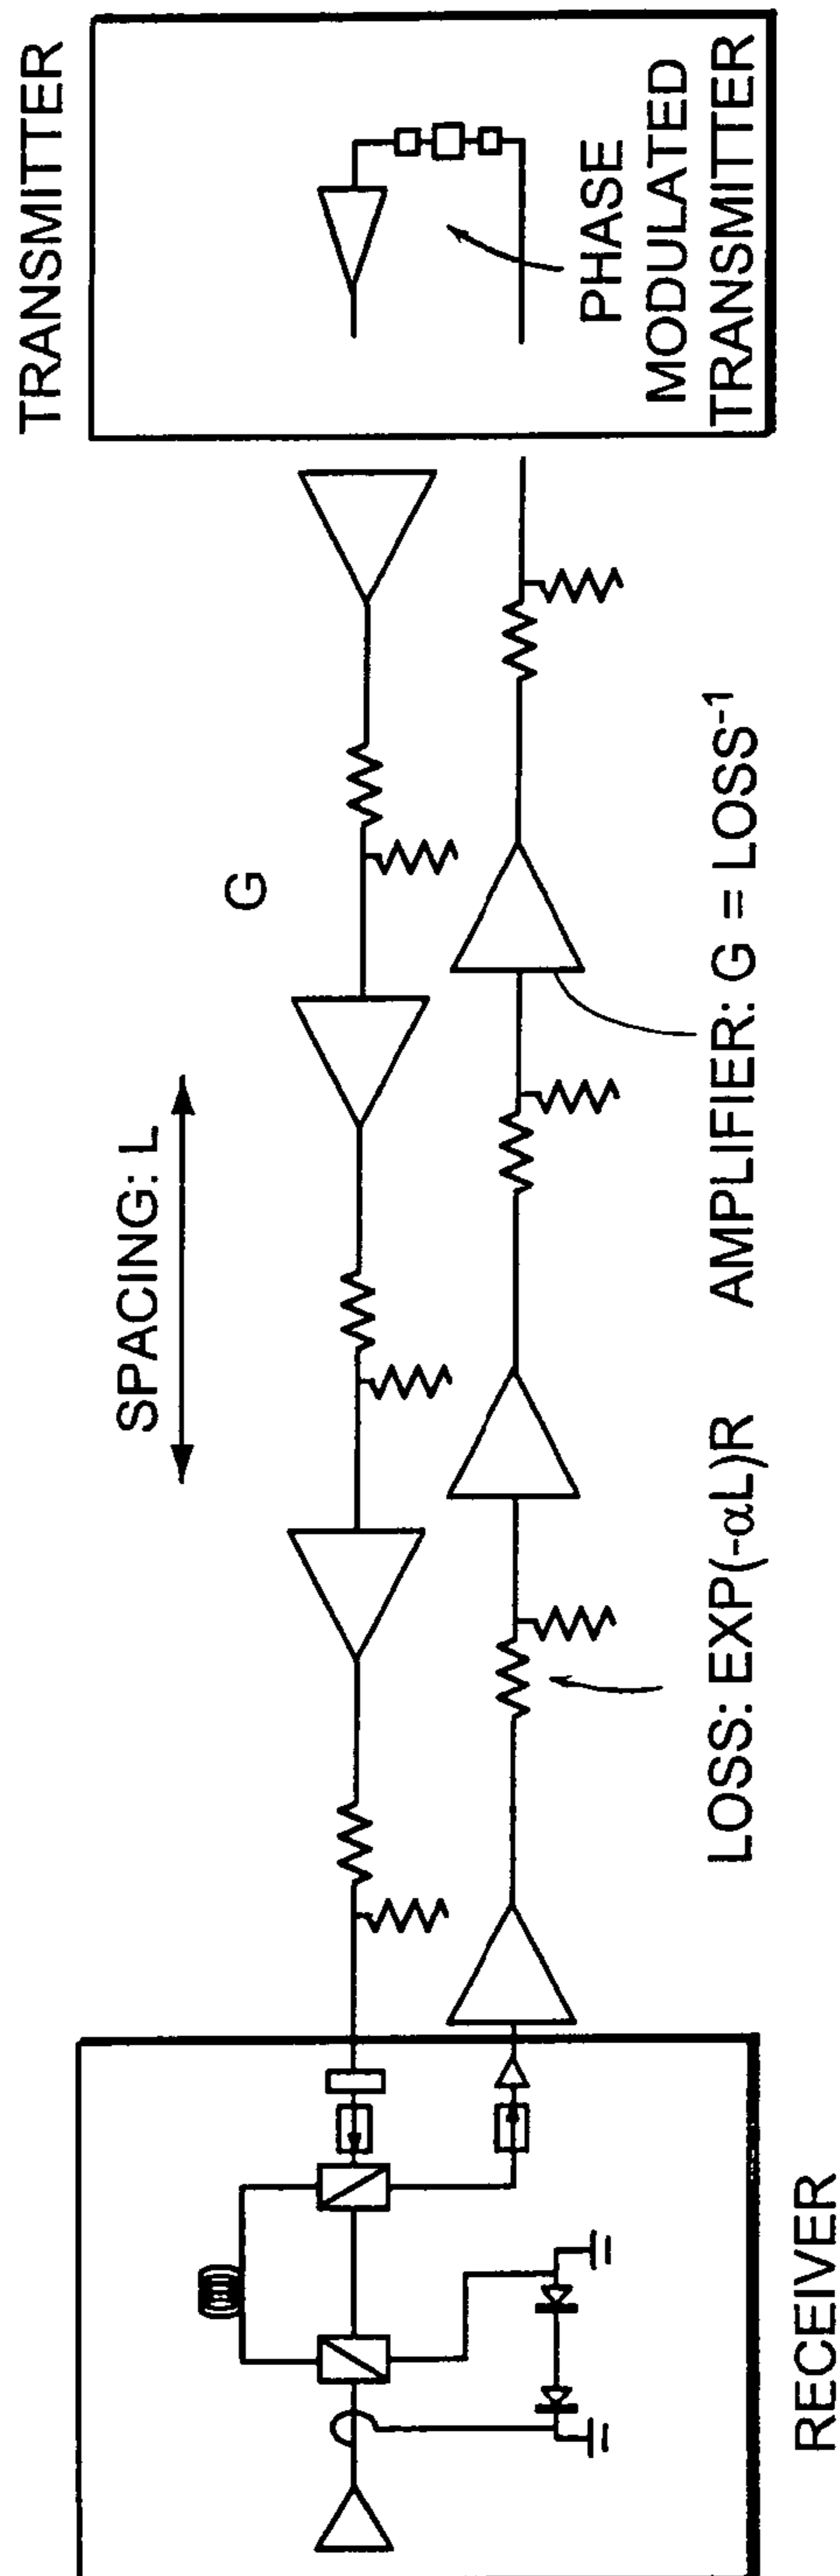 TRANSMITTER
PHASE
MODULATED
TRANSMITTER
G
SPACING: L
AMPLIFIER: G = LOSS⁻¹
LOSS: EXP(-αL)R
RECEIVER